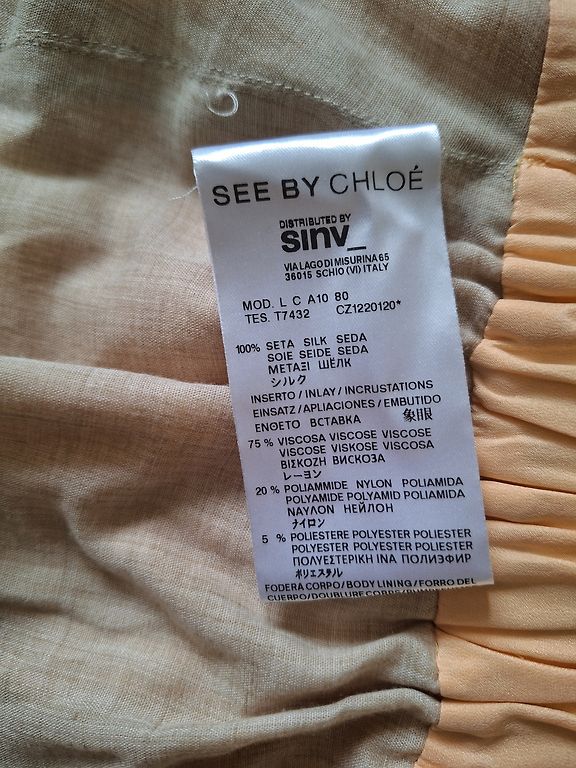 SEE BY CHLOÉ
DISTRIBUTED BY
sinv_
VIA LAGO DI MISURINA 65
36015 SCHIO (VI) ITALY
MOD. L C A10 80
TES. T7432 CZ1220120*
100% SETA SILK SEDA
SOIE SEIDE SEDA
ΜΕΤΑΞΙ ШЁЛК
シルク
INSERTO / INLAY / INCRUSTATIONS
EINSATZ / APLIACIONES / EMBUTIDO
ΕΝΘΕΤΟ ВСТАВКА 象眼
75 % VISCOSA VISCOSE VISCOSE
VISCOSE VISKOSE VISCOSA
ΒΙΣΚΟΖΗ ВИСКОЗА
レーヨン
20 % POLIAMMIDE NYLON POLIAMIDA
POLYAMIDE POLYAMID POLIAMIDA
ΝΑΥΛΟΝ НЕЙЛОН
ナイロン
5 % POLIESTERE POLYESTER POLIESTER
POLYESTER POLYESTER POLIESTER
ΠΟΛΥΕΣΤΕΡΙΚΗ ΙΝΑ ПОЛИЭФИР
ポリエステル
FODERA CORPO / BODY LINING / FORRO DEL
CUERPO / DOUBLURE CORPS /